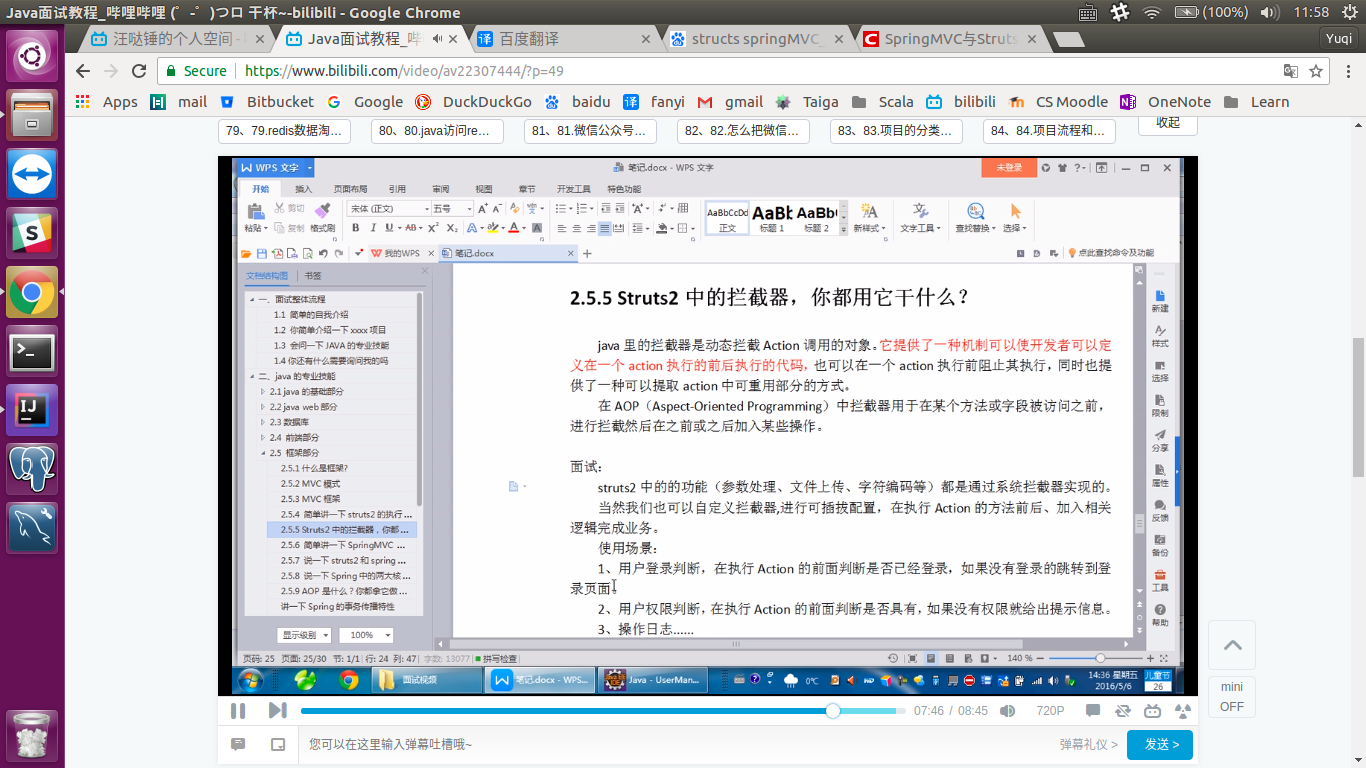 Java面试教程_哔哩哔哩 (゜-゜)つロ 干杯~-bilibili - Google Chrome
(100%)
11:58
汪哒锤的个人空间 -
Java面试教程_哔
百度翻译
structs springMVC_
SpringMVC与Struts
Yuqi
Secure
https://www.bilibili.com/video/av22307444/?p=49
Apps
mail
Bitbucket
Google
DuckDuckGo
baidu
fanyi
gmail
Taiga
Scala
bilibili
CS Moodle
OneNote
Learn
79、79.redis数据淘...
80、80.java访问re...
81、81.微信公众号...
82、82.怎么把微信...
83、83.项目的分类...
84、84.项目流程和...
收起
WPS 文字
笔记.docx - WPS 文字
未登录
开始
插入
页面布局
引用
审阅
视图
章节
开发工具
特色功能
粘贴
剪切
复制
格式刷
宋体 (正文)
五号
AaBbCcDd
正文
AaBb
标题 1
AaBb(
标题 2
新样式
文字工具
查找替换
选择
我的WPS
笔记.docx
点此查找命令及功能
文档结构图
书签
一、面试整体流程
1.1 简单的自我介绍
1.2 你简单介绍一下 xxxx 项目
1.3 会问一下 JAVA 的专业技能
1.4 你还有什么需要询问我的吗
二、java 的专业技能
2.1 java 的基础部分
2.2 java web 部分
2.3 数据库
2.4 前端部分
2.5 框架部分
2.5.1 什么是框架?
2.5.2 MVC 模式
2.5.3 MVC 框架
2.5.4 简单讲一下 struts2 的执行 ...
2.5.5 Struts2 中的拦截器，你都 ...
2.5.6 简单讲一下 SpringMVC ...
2.5.7 说一下 struts2 和 spring ...
2.5.8 说一下 Spring 中的两大核 ...
2.5.9 AOP 是什么？你都拿它做 ...
讲一下 Spring 的事务传播特性
显示级别
100%
2.5.5 Struts2 中的拦截器，你都用它干什么？
java 里的拦截器是动态拦截 Action 调用的对象。它提供了一种机制可以使开发者可以定
义在一个 action 执行的前后执行的代码，也可以在一个 action 执行前阻止其执行，同时也提
供了一种可以提取 action 中可重用部分的方式。
在 AOP（Aspect-Oriented Programming）中拦截器用于在某个方法或字段被访问之前，
进行拦截然后在之前或之后加入某些操作。
面试：
struts2 中的的功能（参数处理、文件上传、字符编码等）都是通过系统拦截器实现的。
当然我们也可以自定义拦截器,进行可插拔配置，在执行 Action 的方法前后、加入相关
逻辑完成业务。
使用场景：
1、用户登录判断，在执行 Action 的前面判断是否已经登录，如果没有登录的跳转到登
录页面。
2、用户权限判断，在执行 Action 的前面判断是否具有，如果没有权限就给出提示信息。
3、操作日志......
新建
样式
选择
限制
分享
属性
反馈
备份
工具
帮助
页码: 25 页面: 25/30 节: 1/1 行: 24 列: 47 字数: 13077 拼写检查
140 %
面试视频
笔记.docx - WPS...
Java - UserMan...
0℃
14:36 星期五
2016/5/6
儿童节
26
07:46 / 08:45
720P
您可以在这里输入弹幕吐槽哦~
弹幕礼仪 >
发送 >
mini
OFF